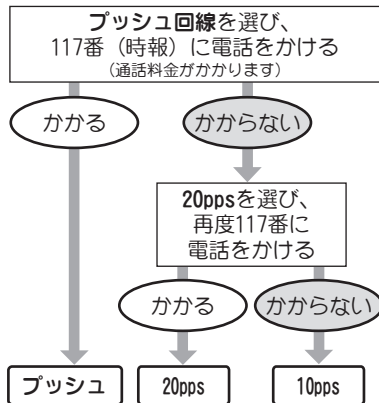 プッシュ回線を選び、
117番（時報）に電話をかける
（通話料金がかかります）
かかる
かからない
20ppsを選び、
再度117番に
電話をかける
かかる
かからない
プッシュ
20pps
10pps